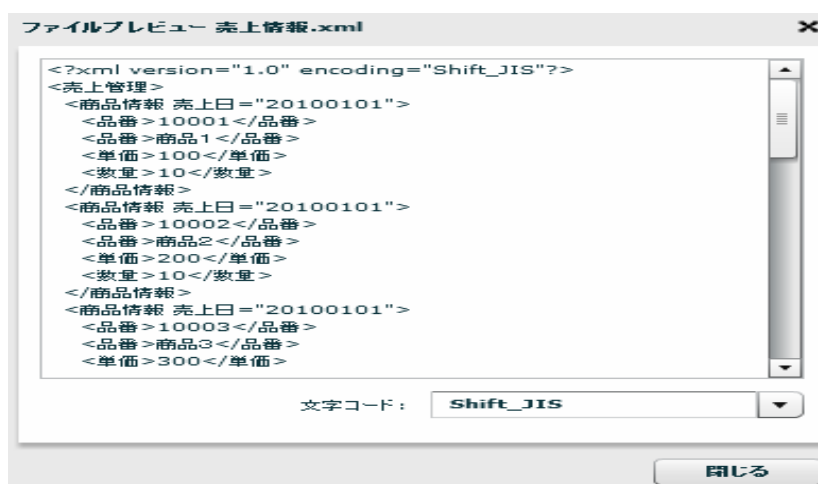 ファイルプレビュー 売上情報.xml
<?xml version="1.0" encoding="Shift_JIS"?>
<売上管理>
<商品情報 売上日="20100101">
<品番>10001</品番>
<品番>商品1</品番>
<単価>100</単価>
<数量>10</数量>
</商品情報>
<商品情報 売上日="20100101">
<品番>10002</品番>
<品番>商品2</品番>
<単価>200</単価>
<数量>10</数量>
</商品情報>
<商品情報 売上日="20100101">
<品番>10003</品番>
<品番>商品3</品番>
<単価>300</単価>
文字コード: Shift_JIS
閉じる